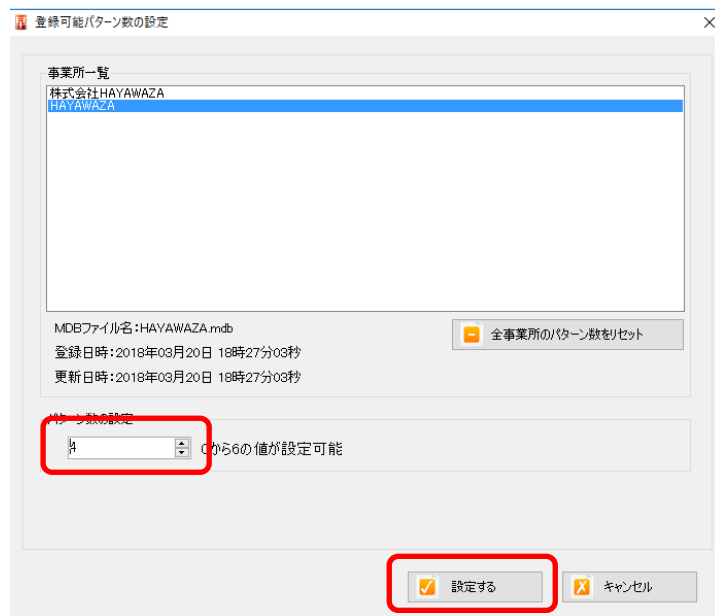 登録可能パターン数の設定
事業所一覧
株式会社HAYAWAZA
HAYAWAZA
MDBファイル名:HAYAWAZA.mdb
全事業所のパターン数をリセット
登録日時:2018年03月20日 18時27分03秒
更新日時:2018年03月20日 18時27分03秒
パターン数の設定
0から6の値が設定可能
設定する
キャンセル